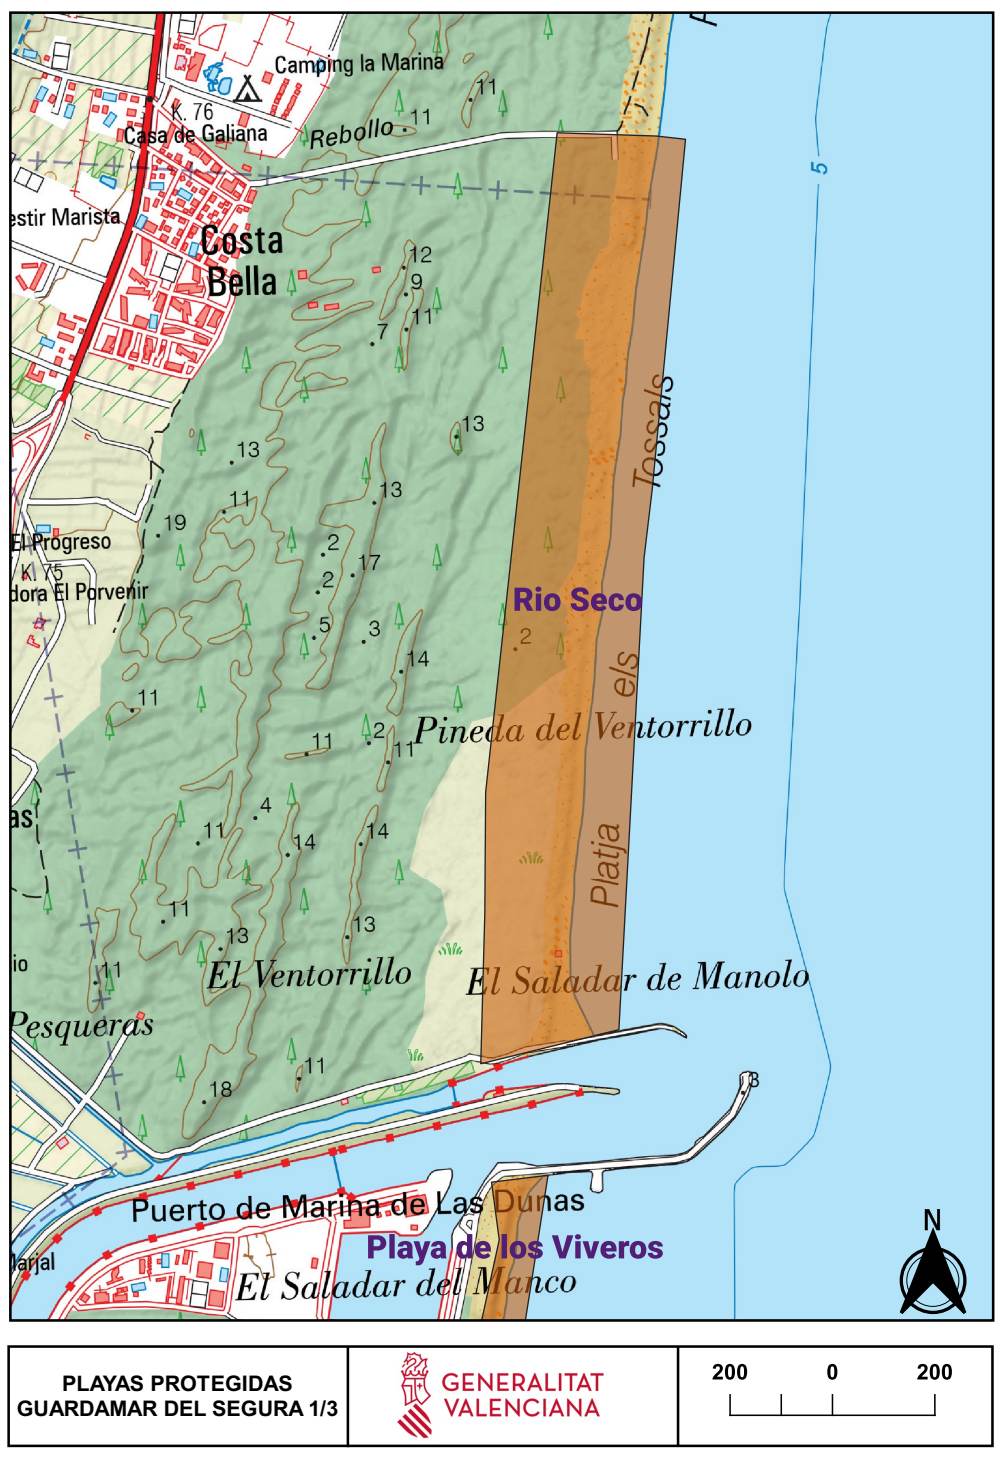 Camping la Marina
11
K. 76
Rebollo 11
Casa de Galiana
5
estir Marista
Costa
Bella
12
9
11
7
Tossals
13
13
11
13
19
El Progreso
K. 75
dora El Porvenir
2
17
2
5
3
Rio Seco
2
els
14
11
Pineda del Ventorrillo
2
11
11
4
as
11
14
14
Platja
11
13
13
io
11
El Ventorrillo
El Saladar de Manolo
Pesqueras
11
18
3
Puerto de Marina de Las Dunas
Playa de los Viveros
Marjal
El Saladar del Manco
N
PLAYAS PROTEGIDAS
GUARDAMAR DEL SEGURA 1/3
GENERALITAT
VALENCIANA
200 0 200